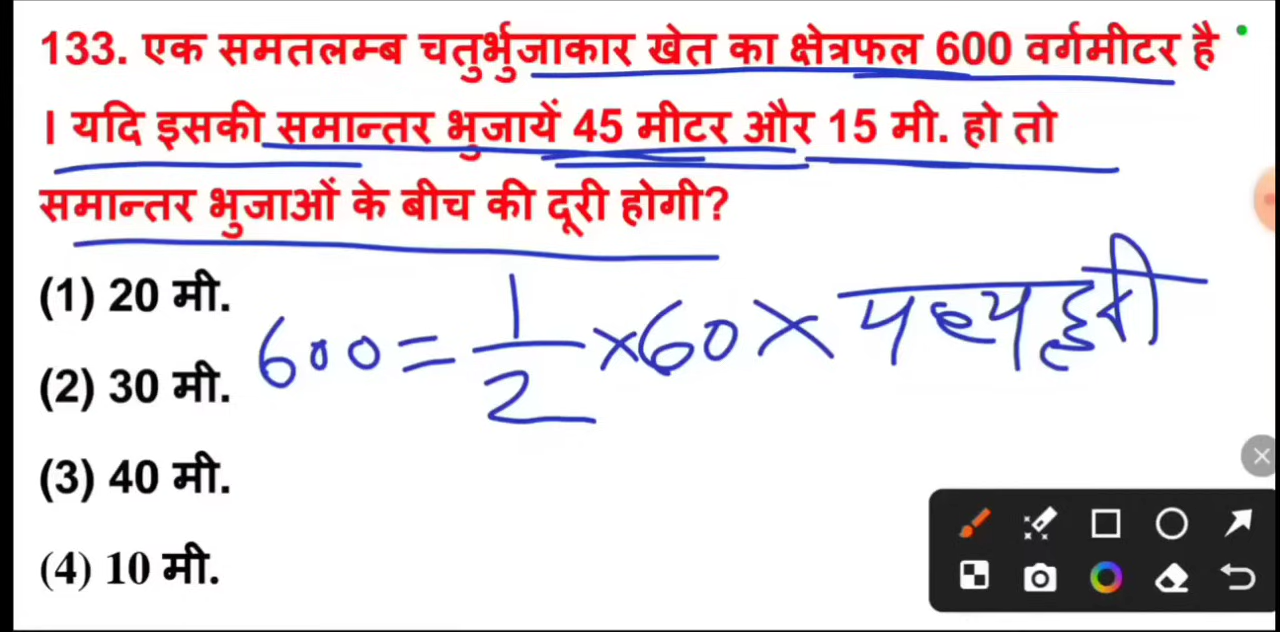 133. एक समतलम्ब चतुर्भुजाकार खेत का क्षेत्रफल 600 वर्गमीटर है
। यदि इसकी समान्तर भुजायें 45 मीटर और 15 मी. हो तो
समान्तर भुजाओं के बीच की दूरी होगी?
(1) 20 मी.
600 = 1/2 × 60 ×
(2) 30 मी.
(3) 40 मी.
(4) 10 मी.